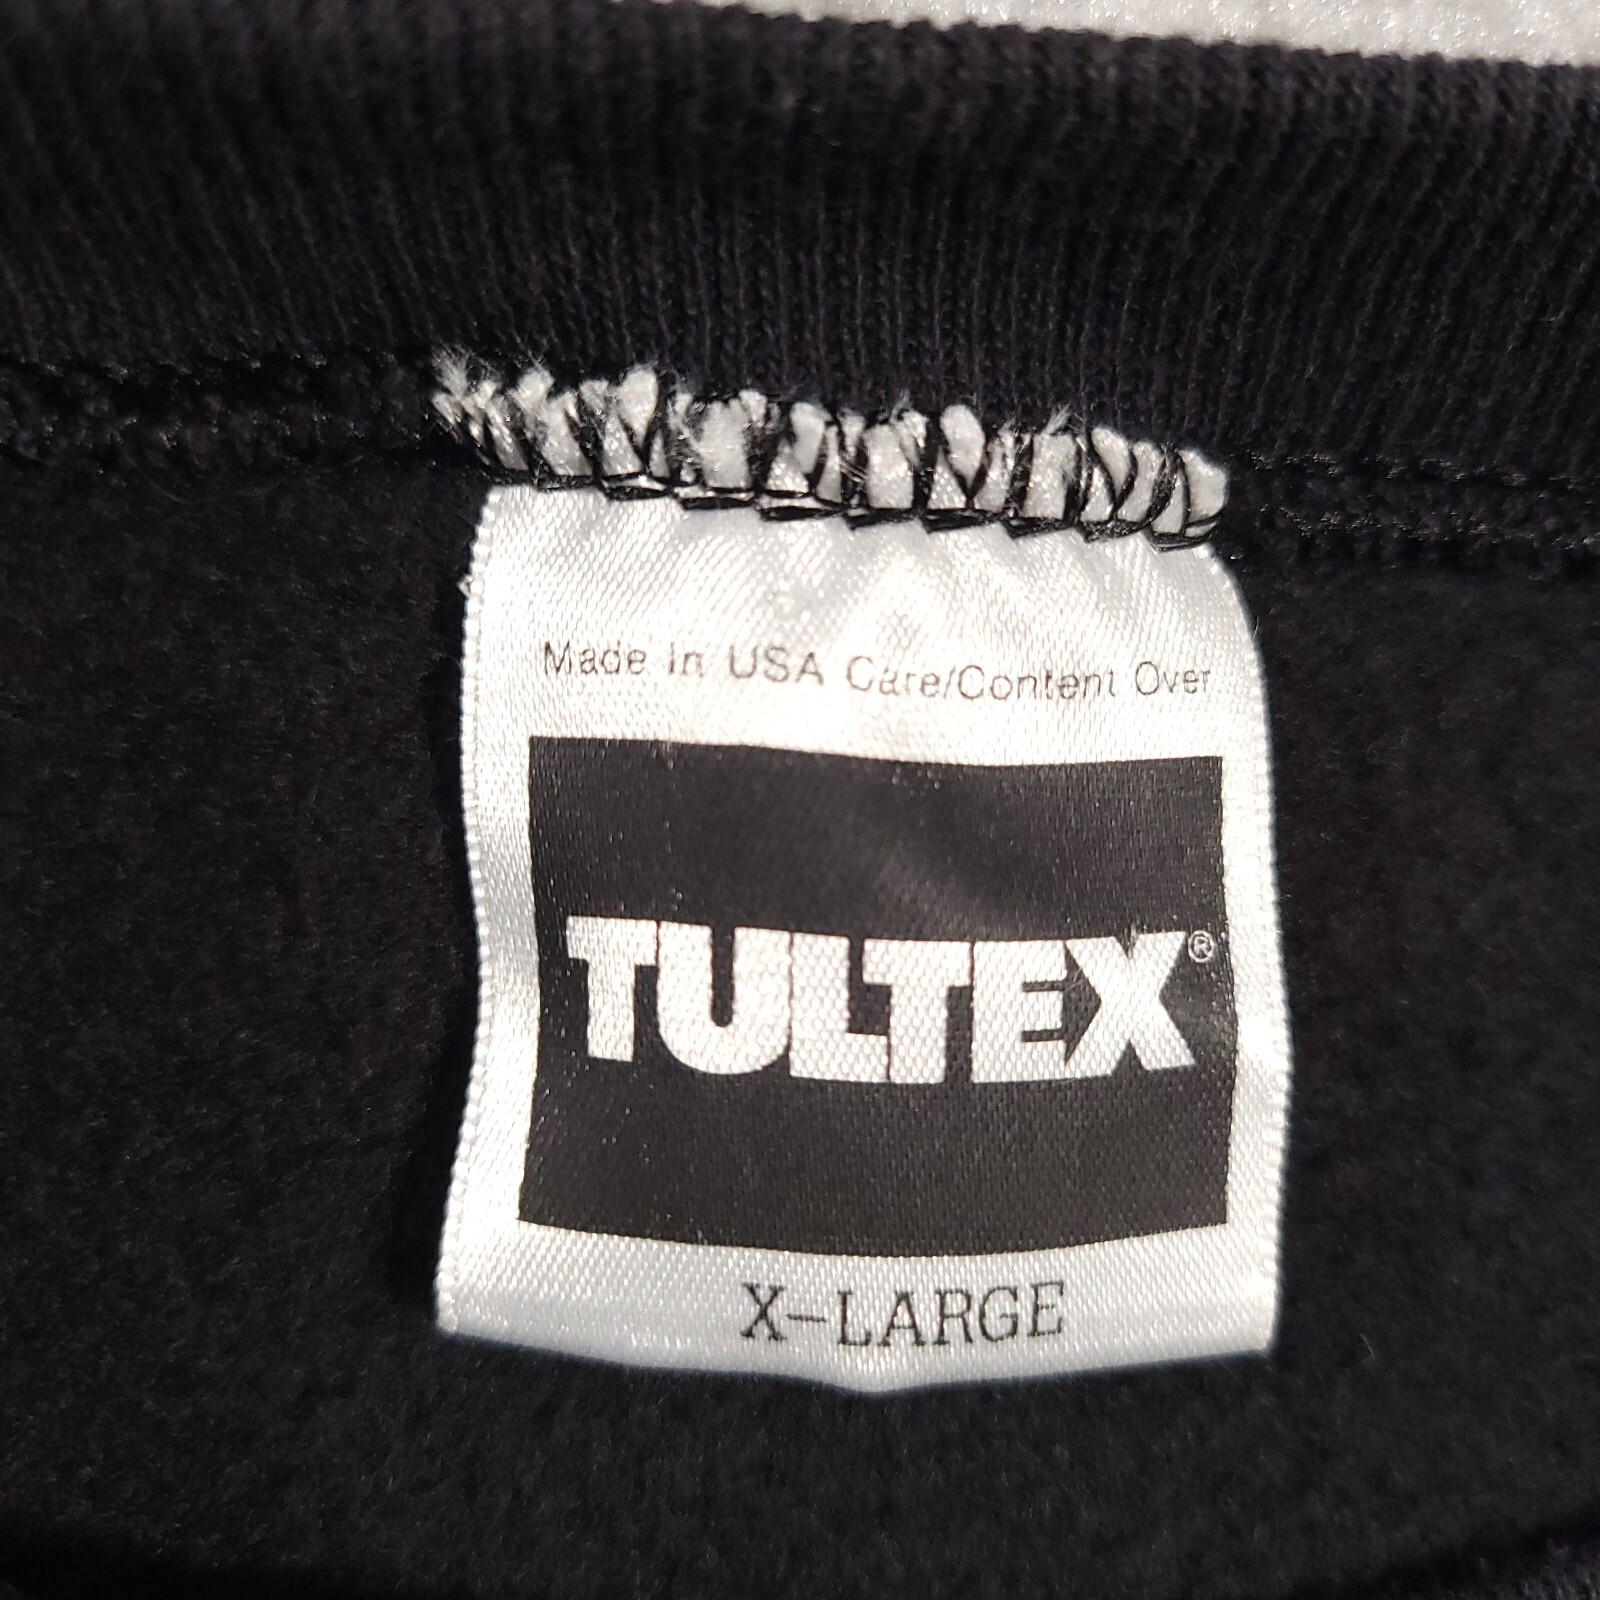 Made In USA Care/Content Over
TULTEX®
X-LARGE